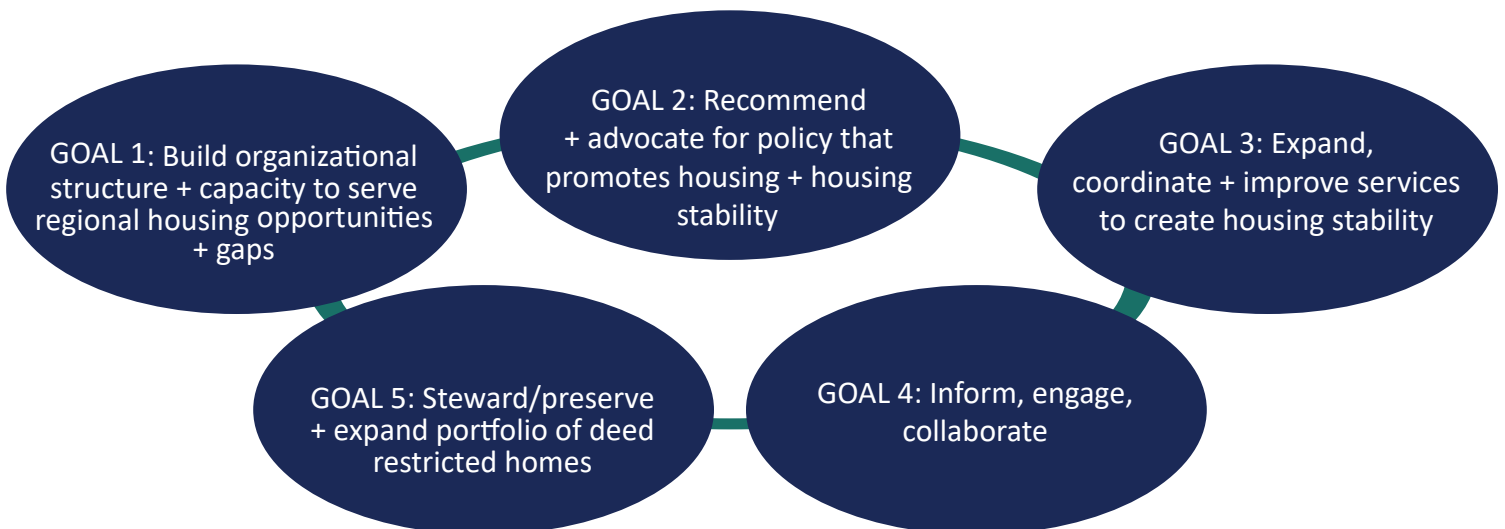 GOAL 1: Build organizational
structure + capacity to serve
regional housing opportunities
+ gaps
GOAL 2: Recommend
+ advocate for policy that
promotes housing + housing
stability
GOAL 3: Expand,
coordinate + improve services
to create housing stability
GOAL 4: Inform, engage,
collaborate
GOAL 5: Steward/preserve
+ expand portfolio of deed
restricted homes